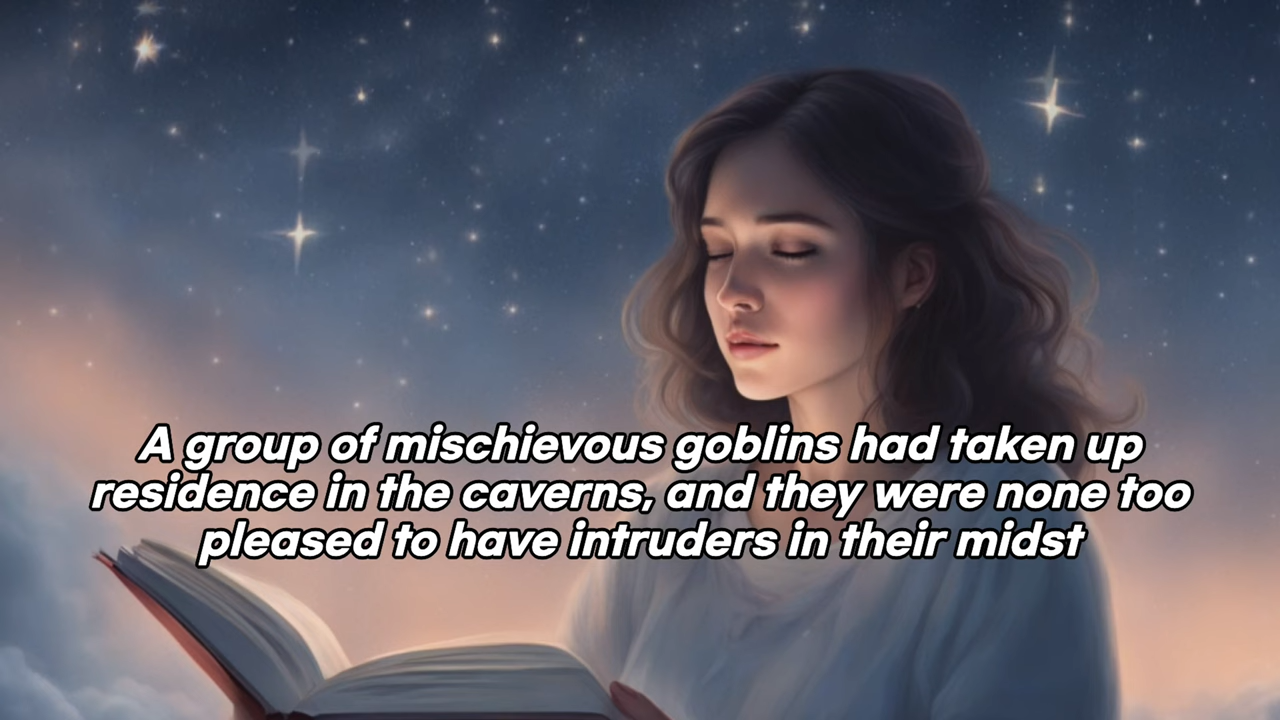 A group of mischievous goblins had taken up
residence in the caverns, and they were none too
pleased to have intruders in their midst